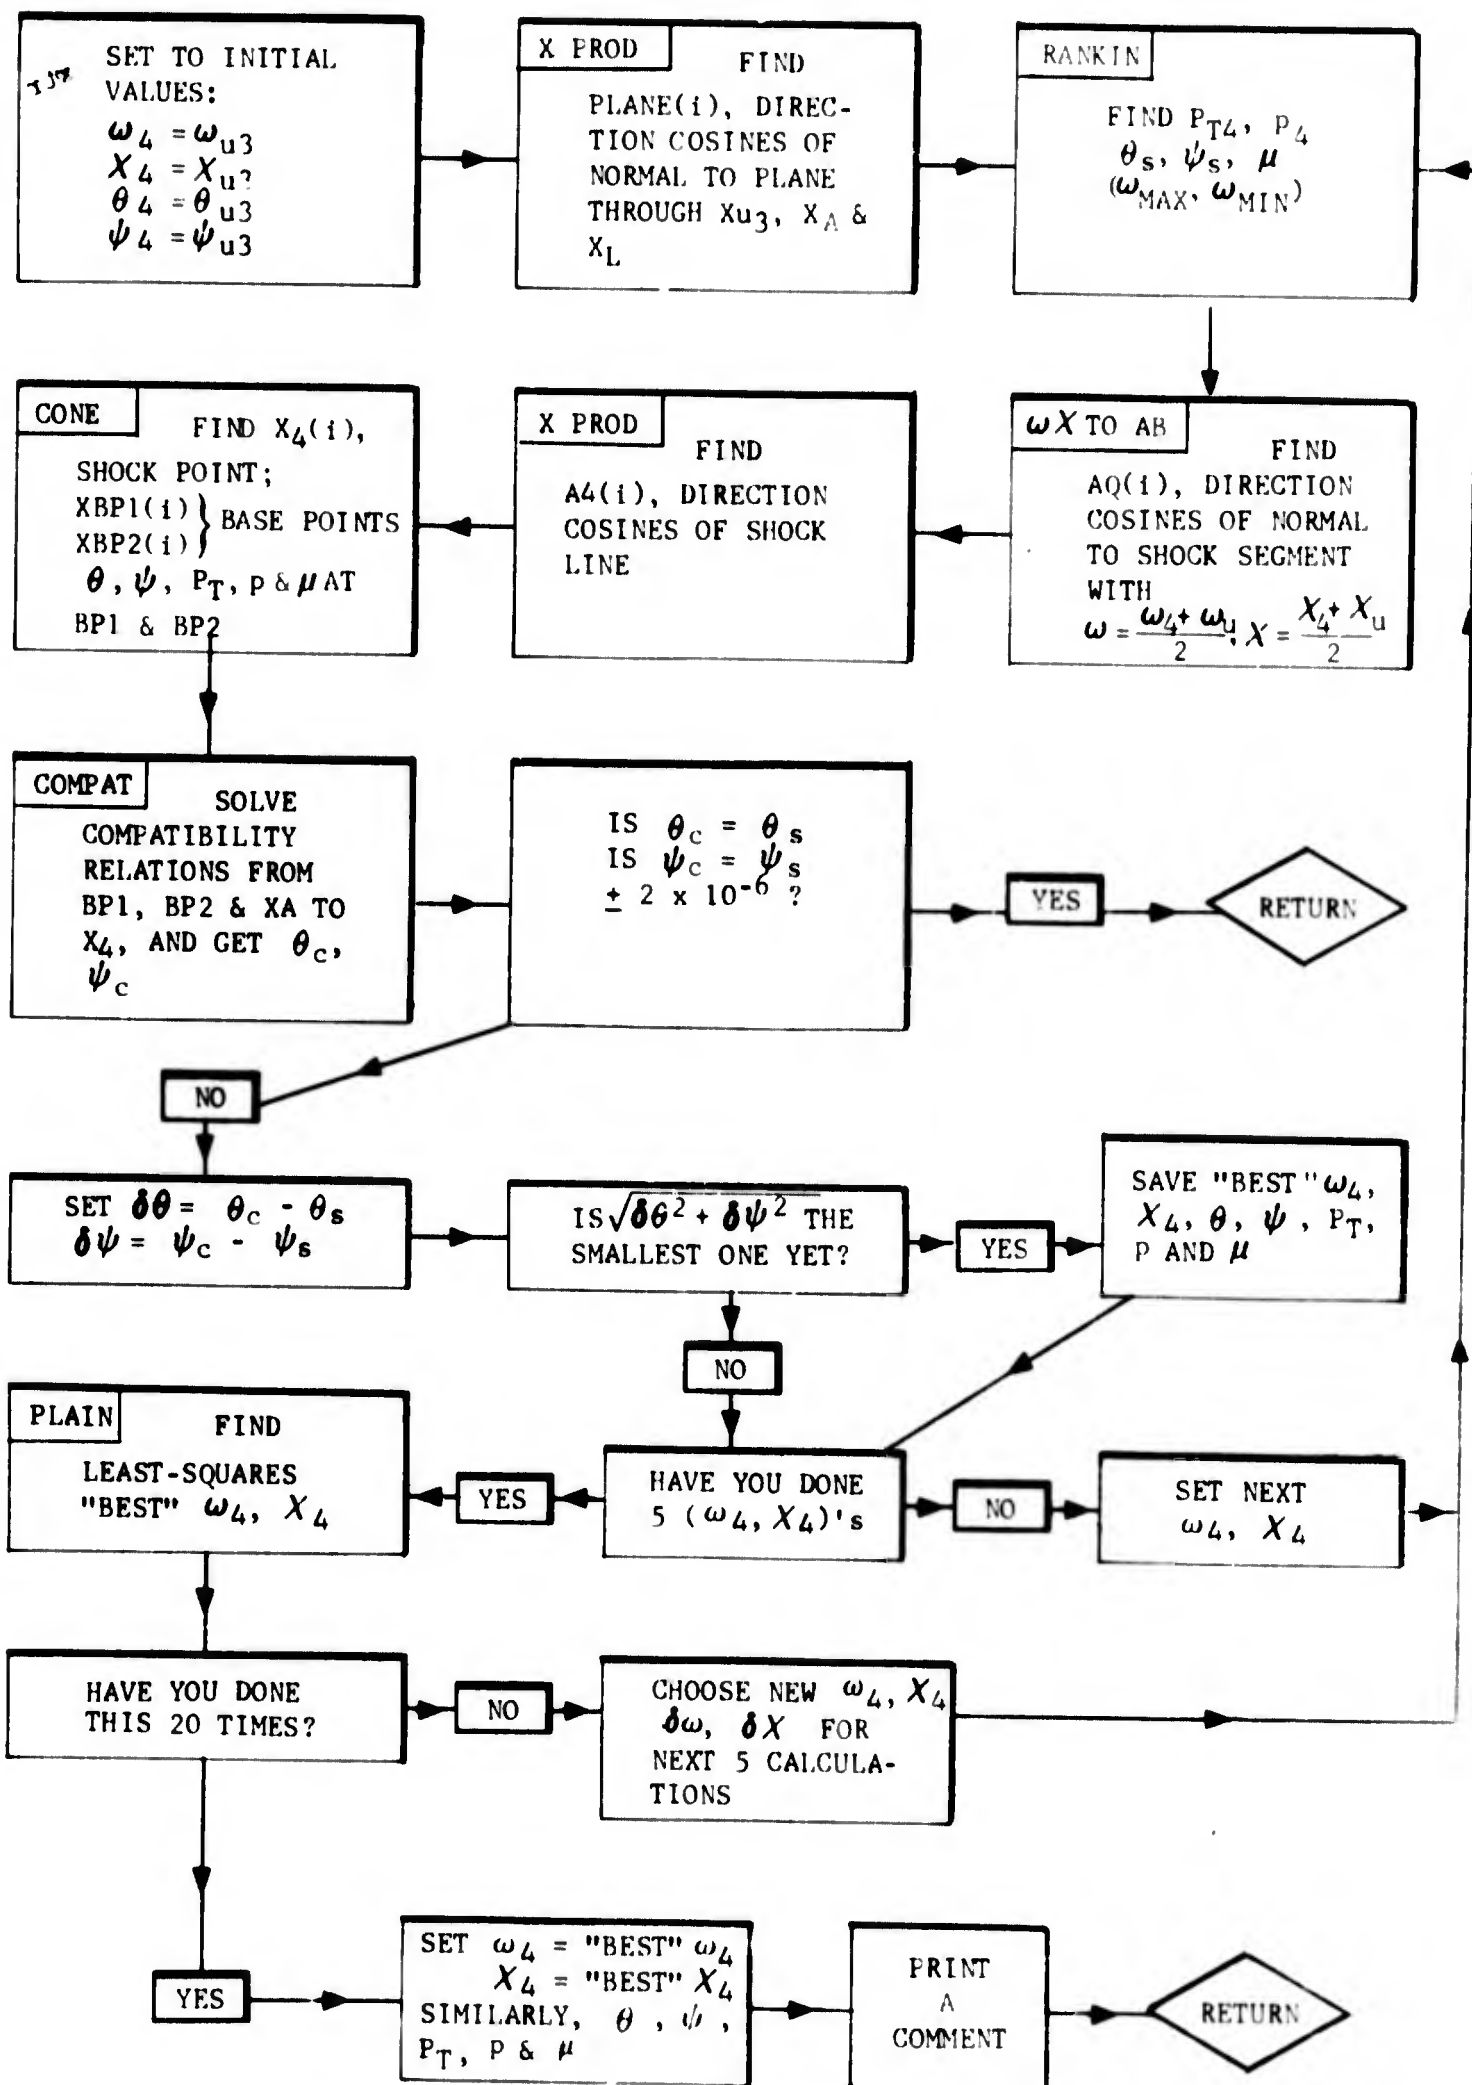 SET TO INITIAL
VALUES:
ω4 = ωu3
X4 = Xu3
θ4 = θu3
ψ4 = ψu3
X PROD
FIND
PLANE(i), DIREC-
TION COSINES OF
NORMAL TO PLANE
THROUGH Xu3, XA &
XL
RANKIN
FIND PT4, p4
θs, ψs, μ
(ωMAX, ωMIN)
ωX TO AB
FIND
AQ(i), DIRECTION
COSINES OF NORMAL
TO SHOCK SEGMENT
WITH
ω = (ω4 + ωu)/2, X = (X4 + Xu)/2
X PROD
FIND
A4(i), DIRECTION
COSINES OF SHOCK
LINE
CONE
FIND X4(i),
SHOCK POINT;
XBP1(i)
XBP2(i) } BASE POINTS
θ, ψ, PT, p & μ AT
BP1 & BP2
COMPAT
SOLVE
COMPATIBILITY
RELATIONS FROM
BP1, BP2 & XA TO
X4, AND GET θc,
ψc
IS θc = θs
IS ψc = ψs
± 2 x 10-6 ?
YES
RETURN
NO
SET δθ = θc - θs
δψ = ψc - ψs
IS √δθ² + δψ² THE
SMALLEST ONE YET?
YES
SAVE "BEST" ω4,
X4, θ, ψ, PT,
P AND μ
NO
HAVE YOU DONE
5 (ω4, X4)'s
NO
SET NEXT
ω4, X4
YES
PLAIN
FIND
LEAST-SQUARES
"BEST" ω4, X4
HAVE YOU DONE
THIS 20 TIMES?
NO
CHOOSE NEW ω4, X4
δω, δX FOR
NEXT 5 CALCULA-
TIONS
YES
SET ω4 = "BEST" ω4
X4 = "BEST" X4
SIMILARLY, θ, ψ,
PT, P & μ
PRINT
A
COMMENT
RETURN